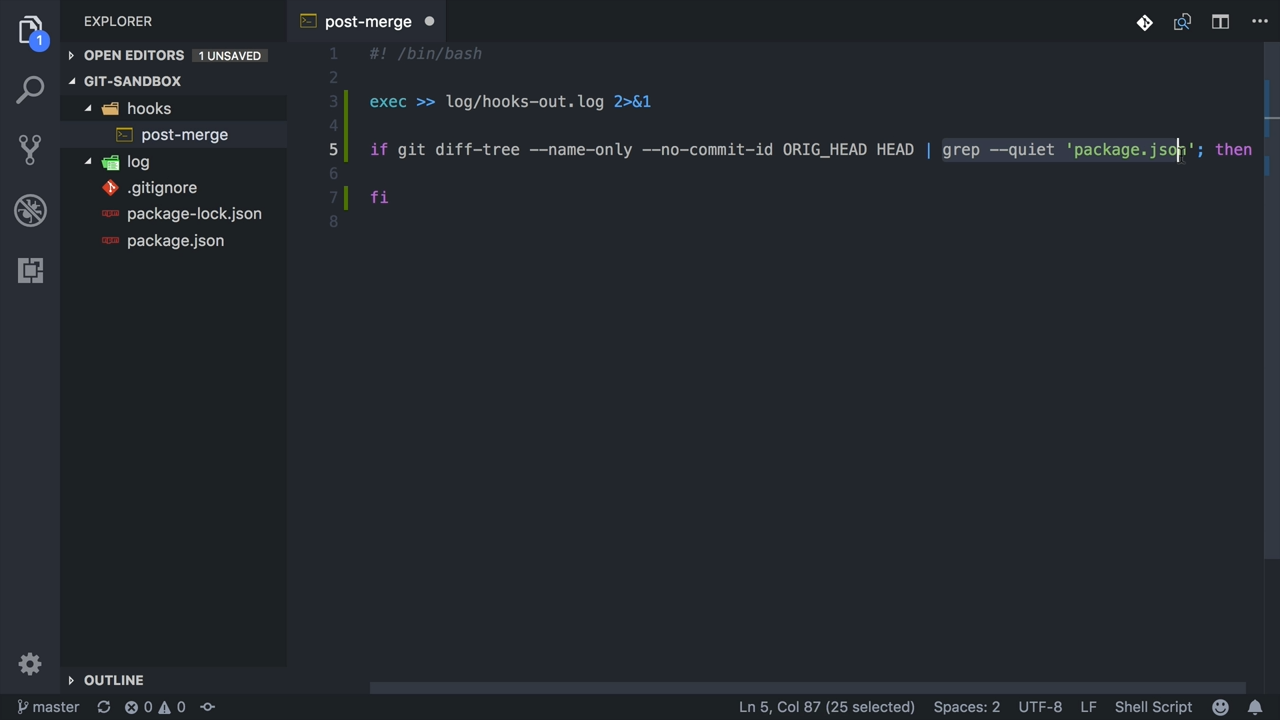 EXPLORER
post-merge
1
OPEN EDITORS 1 UNSAVED
GIT-SANDBOX
hooks
post-merge
log
.gitignore
package-lock.json
package.json
OUTLINE
1 #! /bin/bash
2
3 exec >> log/hooks-out.log 2>&1
4
5 if git diff-tree --name-only --no-commit-id ORIG_HEAD HEAD | grep --quiet 'package.json'; then
6
7 fi
8
master 0 0 Ln 5, Col 87 (25 selected) Spaces: 2 UTF-8 LF Shell Script